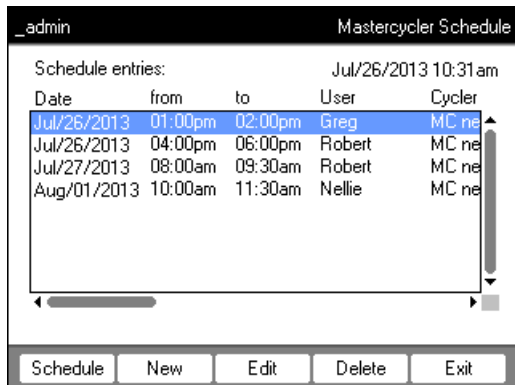 _admin Mastercycler Schedule
Schedule entries: Jul/26/2013 10:31am
Date from to User Cycler
Jul/26/2013 01:00pm 02:00pm Greg MC ne
Jul/26/2013 04:00pm 06:00pm Robert MC ne
Jul/27/2013 08:00am 09:30am Robert MC ne
Aug/01/2013 10:00am 11:30am Nellie MC ne
Schedule New Edit Delete Exit